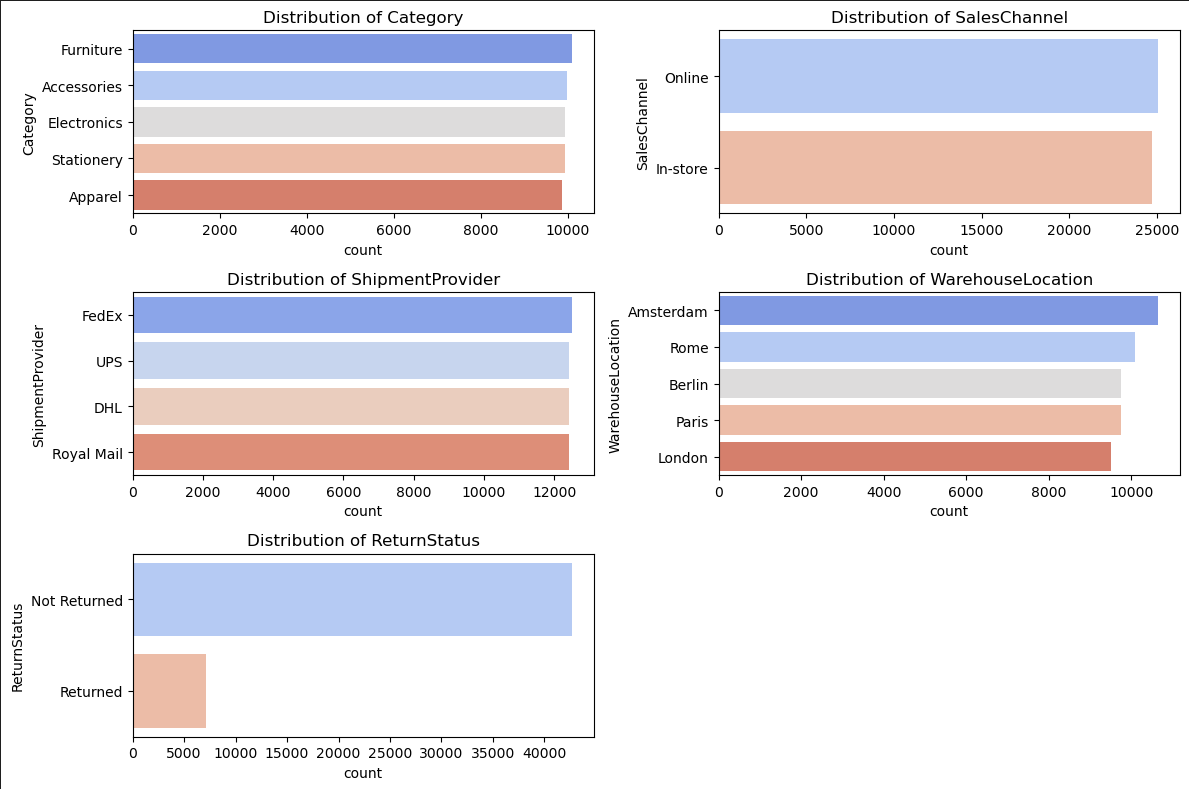 Distribution of Category
Category
Furniture
Accessories
Electronics
Stationery
Apparel
0 2000 4000 6000 8000 10000
count
Distribution of SalesChannel
SalesChannel
Online
In-store
0 5000 10000 15000 20000 25000
count
Distribution of ShipmentProvider
ShipmentProvider
FedEx
UPS
DHL
Royal Mail
0 2000 4000 6000 8000 10000 12000
count
Distribution of WarehouseLocation
WarehouseLocation
Amsterdam
Rome
Berlin
Paris
London
0 2000 4000 6000 8000 10000
count
Distribution of ReturnStatus
ReturnStatus
Not Returned
Returned
0 5000 10000 15000 20000 25000 30000 35000 40000
count